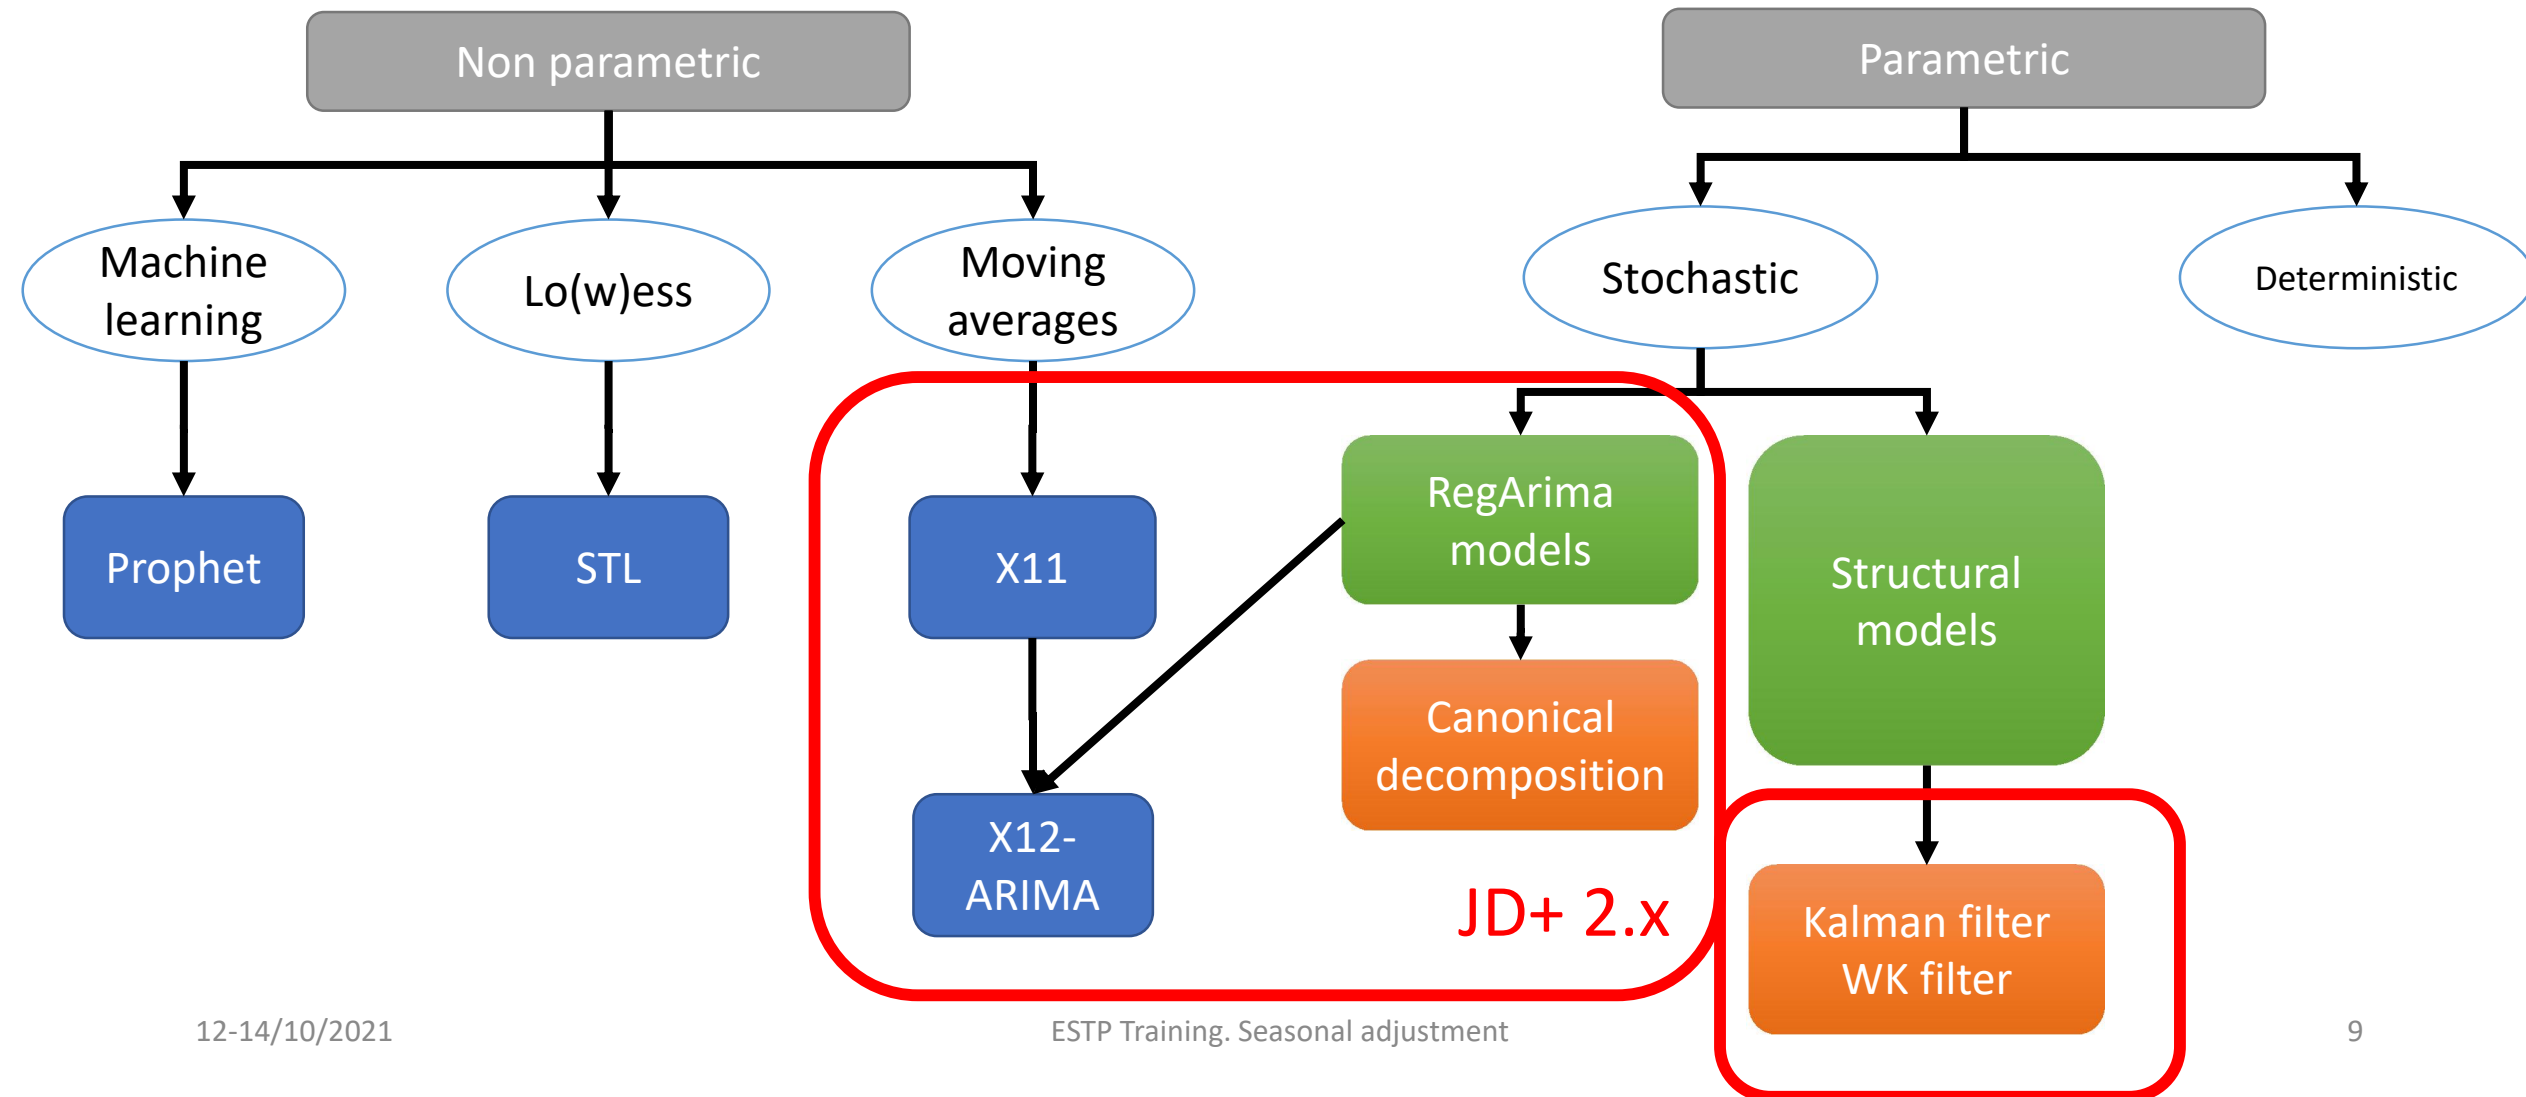 Non parametric
Parametric
Machine
learning
Lo(w)ess
Moving
averages
Stochastic
Deterministic
Prophet
STL
X11
RegArima
models
Structural
models
Canonical
decomposition
X12-
ARIMA
JD+ 2.x
Kalman filter
WK filter
12-14/10/2021
ESTP Training. Seasonal adjustment
9